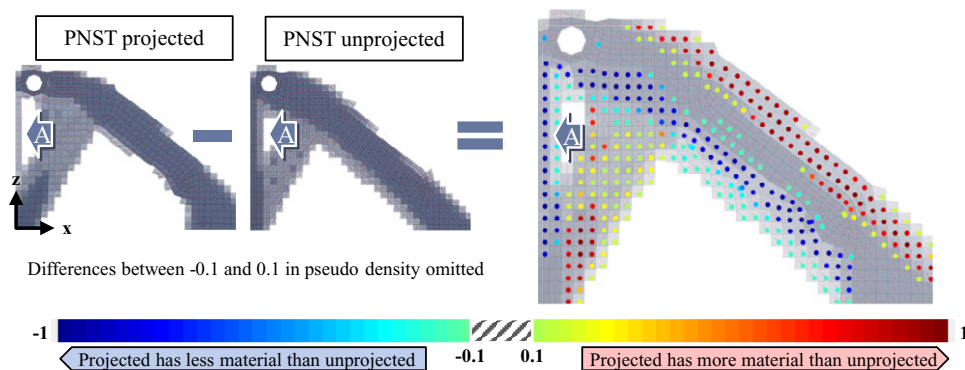 PNST projected
PNST unprojected
A
A
A
z
x
Differences between -0.1 and 0.1 in pseudo density omitted
-1
-0.1
0.1
1
Projected has less material than unprojected
Projected has more material than unprojected